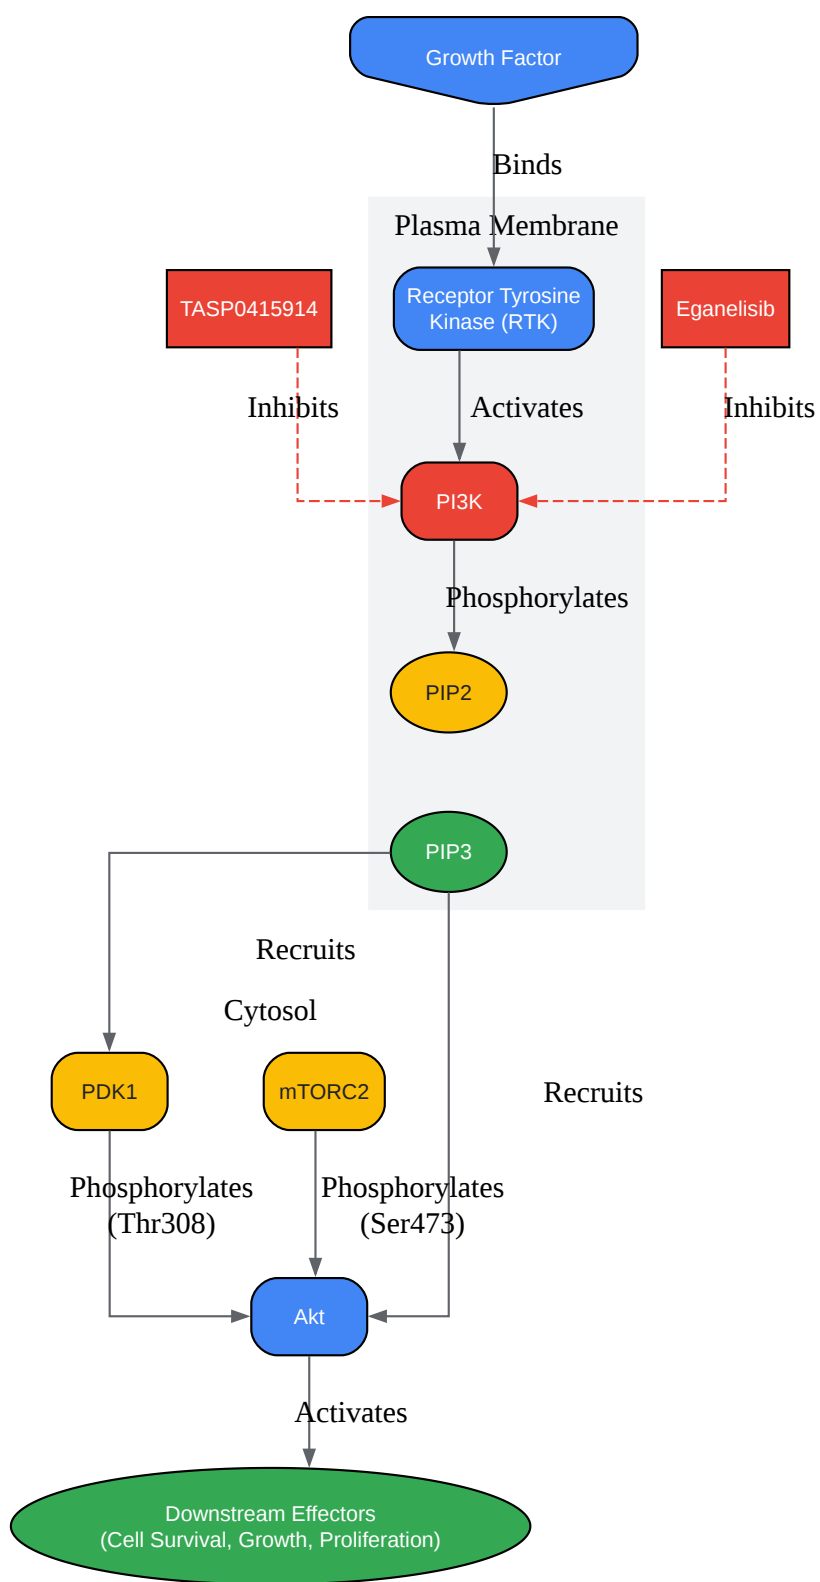 Growth Factor
Binds
Plasma Membrane
TASP0415914
Receptor Tyrosine
Kinase (RTK)
Eganelisib
Inhibits
Activates
Inhibits
PI3K
Phosphorylates
PIP2
PIP3
Recruits
Cytosol
PDK1
mTORC2
Recruits
Phosphorylates
(Thr308)
Phosphorylates
(Ser473)
Akt
Activates
Downstream Effectors
(Cell Survival, Growth, Proliferation)